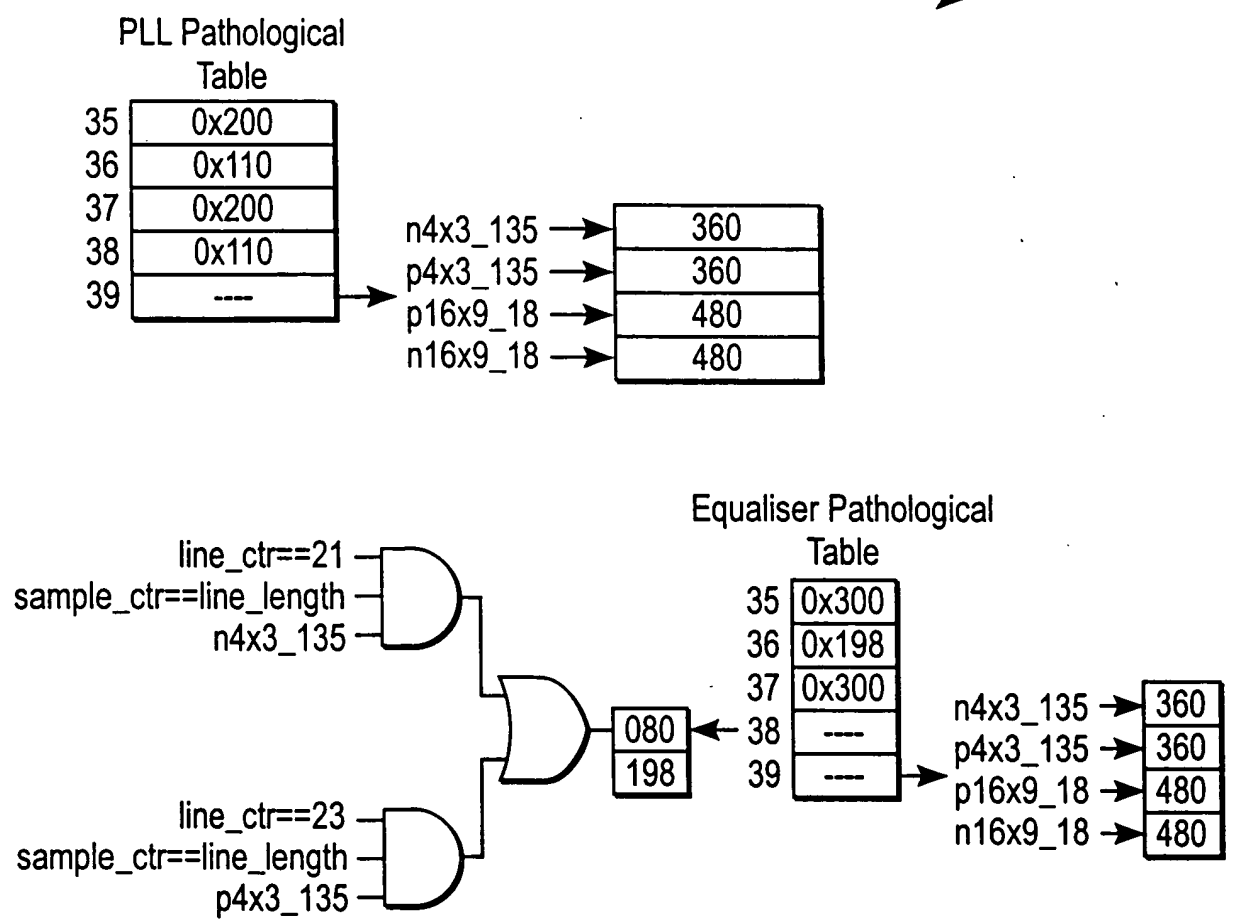 PLL Pathological
Table
35 0x200
36 0x110
37 0x200
38 0x110
39 ----
n4x3_135 360
p4x3_135 360
p16x9_18 480
n16x9_18 480
Equaliser Pathological
Table
35 0x300
36 0x198
37 0x300
38 ----
39 ----
line_ctr==21
sample_ctr==line_length
n4x3_135
080
198
line_ctr==23
sample_ctr==line_length
p4x3_135
n4x3_135 360
p4x3_135 360
p16x9_18 480
n16x9_18 480